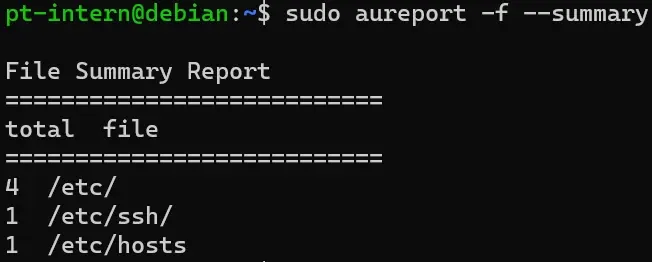 pt-intern@debian:~$ sudo aureport -f --summary
File Summary Report
===========================
total  file
===========================
4  /etc/
1  /etc/ssh/
1  /etc/hosts